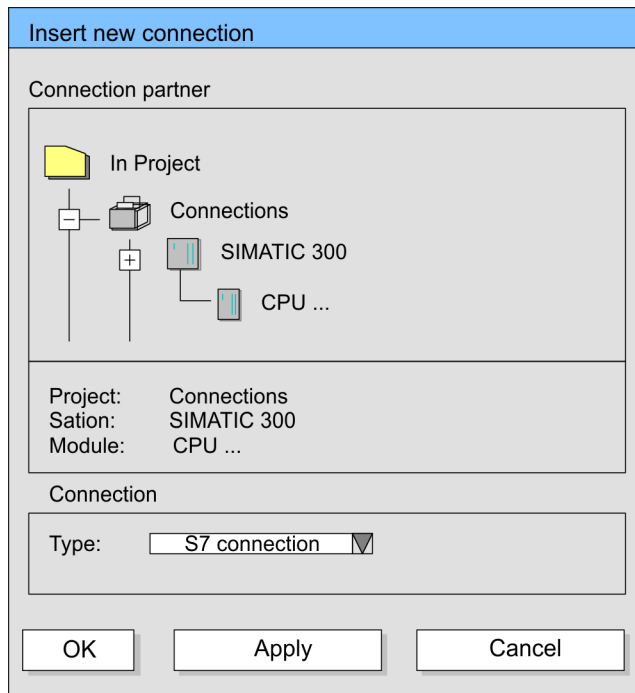 Insert new connection
Connection partner
In Project
Connections
SIMATIC 300
CPU ...
Project: Connections
Sation: SIMATIC 300
Module: CPU ...
Connection
Type: S7 connection
OK Apply Cancel